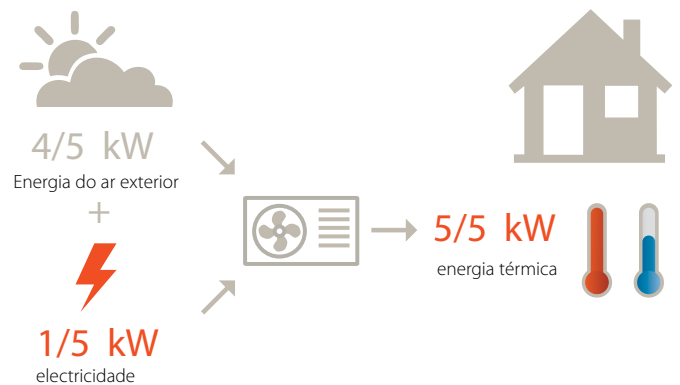 4/5 kW
Energia do ar exterior
+
1/5 kW
electricidade
5/5 kW
energia térmica